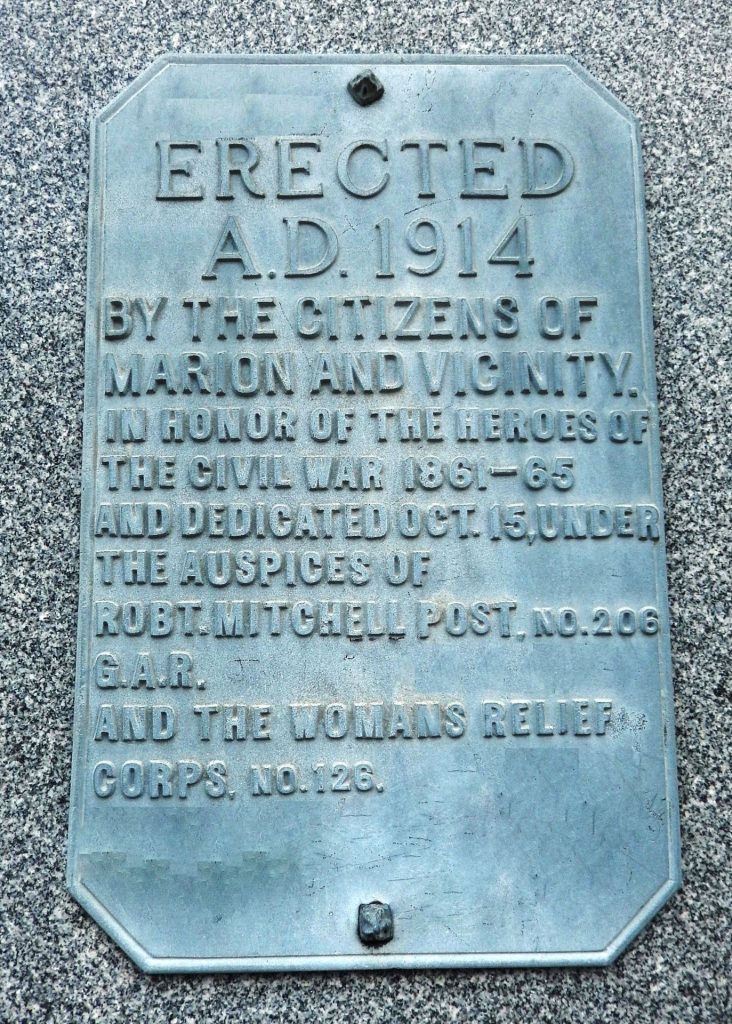 ERECTED
A.D. 1914
BY THE CITIZENS OF
MARION AND VICINITY.
IN HONOR OF THE HEROES OF
THE CIVIL WAR 1861-65
AND DEDICATED OCT. 15, UNDER
THE AUSPICES OF
ROBT. MITCHELL POST, NO. 206
G.A.R.
AND THE WOMANS RELIEF
CORPS, NO. 126.